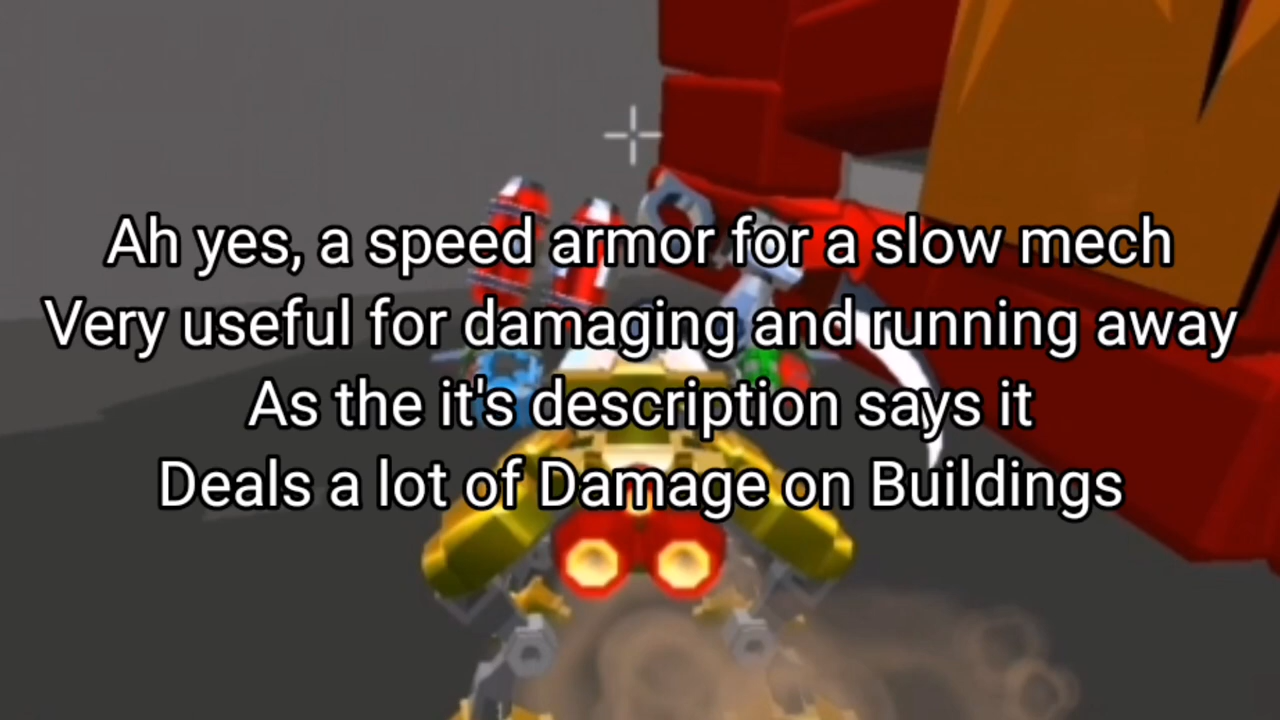 Ah yes, a speed armor for a slow mech
Very useful for damaging and running away
As the it's description says it
Deals a lot of Damage on Buildings